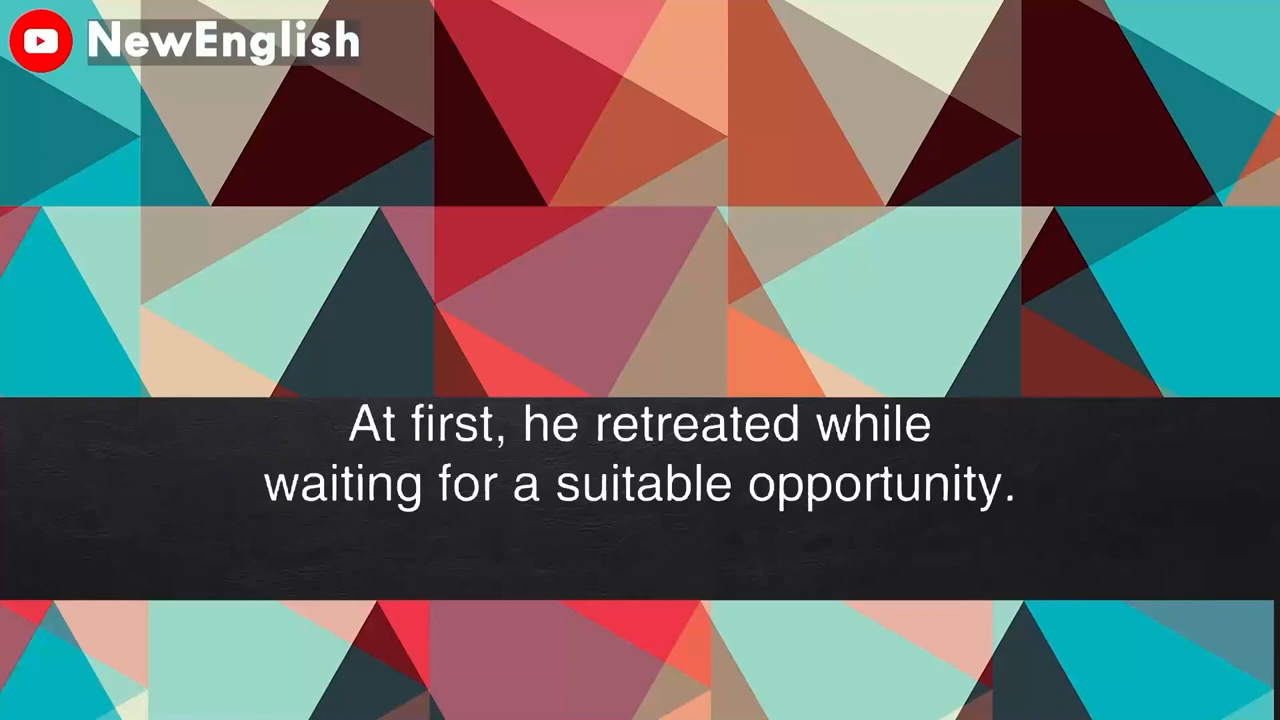 NewEnglish
At first, he retreated while
waiting for a suitable opportunity.